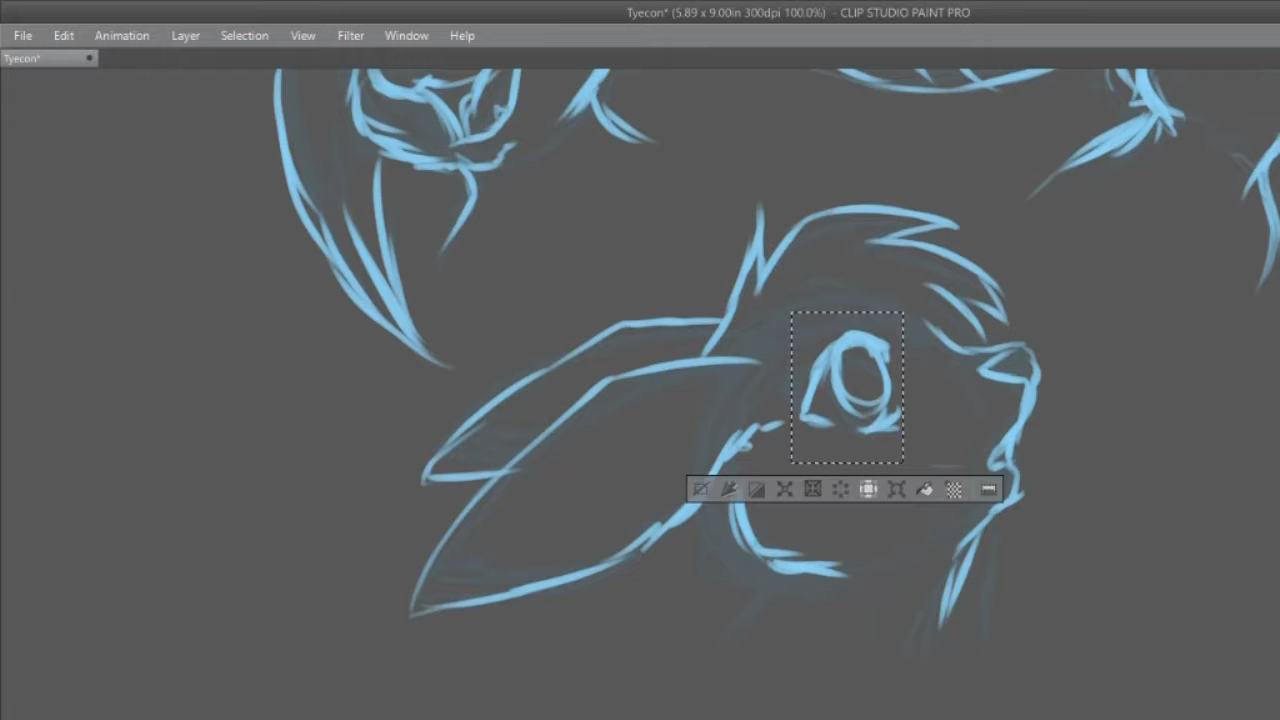 Tyecon* (5.89 x 9.00in 300dpi 100.0%) - CLIP STUDIO PAINT PRO
File Edit Animation Layer Selection View Filter Window Help
Tyecon*